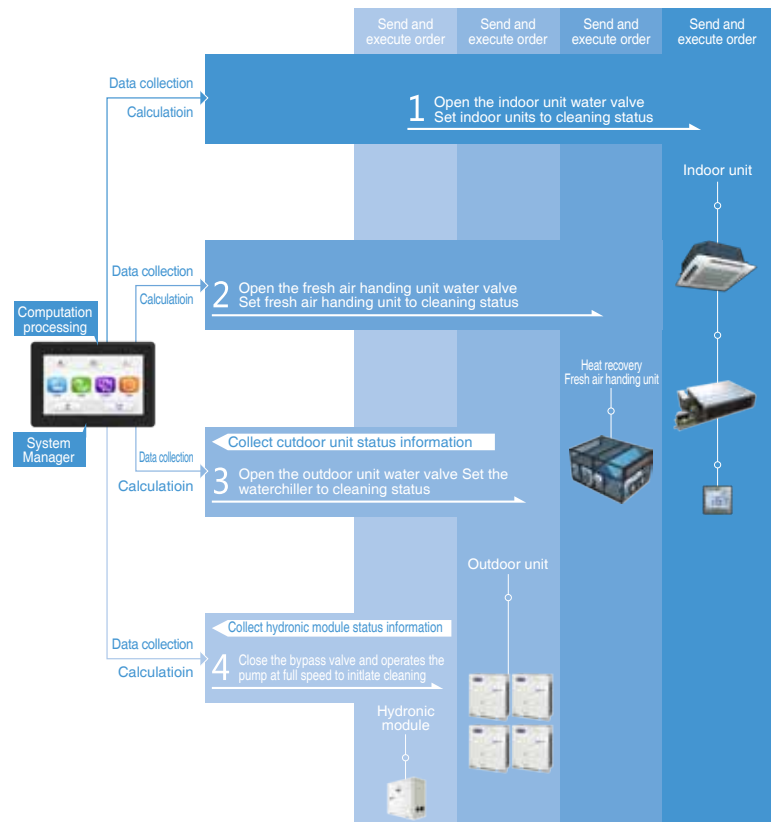 Send and
execute order
Send and
execute order
Send and
execute order
Send and
execute order
Data collection
Calculatioin
1 Open the indoor unit water valve
Set indoor units to cleaning status
Indoor unit
Data collection
Calculatioin
2 Open the fresh air handing unit water valve
Set fresh air handing unit to cleaning status
Computation
processing
System
Manager
Heat recovery
Fresh air handing unit
Collect cutdoor unit status information
Data collection
Calculatioin
3 Open the outdoor unit water valve Set the
waterchiller to cleaning status
Outdoor unit
Collect hydronic module status information
Data collection
Calculatioin
4 Close the bypass valve and operates the
pump at full speed to initlate cleaning
Hydronic
module